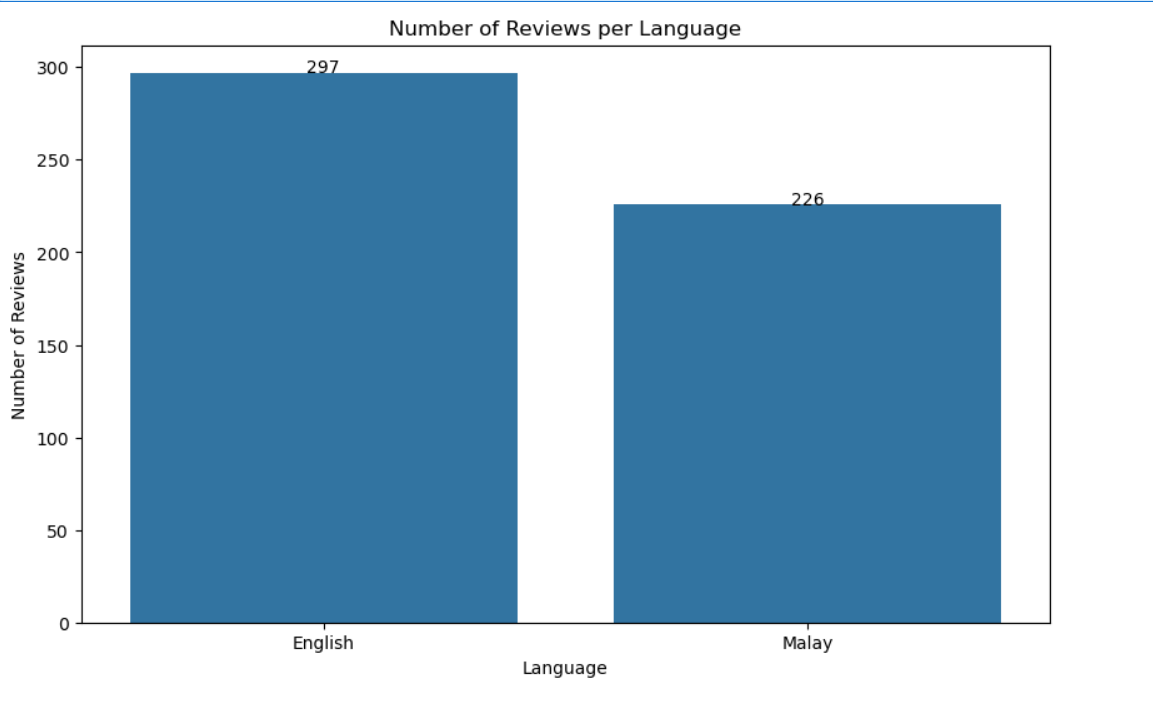 Number of Reviews per Language
300
250
200
150
100
50
0
Number of Reviews
297
226
English
Malay
Language